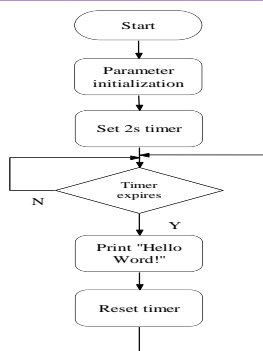 Start
Parameter
initialization
Set 2s timer
Timer
expires
N
Y
Print "Hello
Word!"
Reset timer